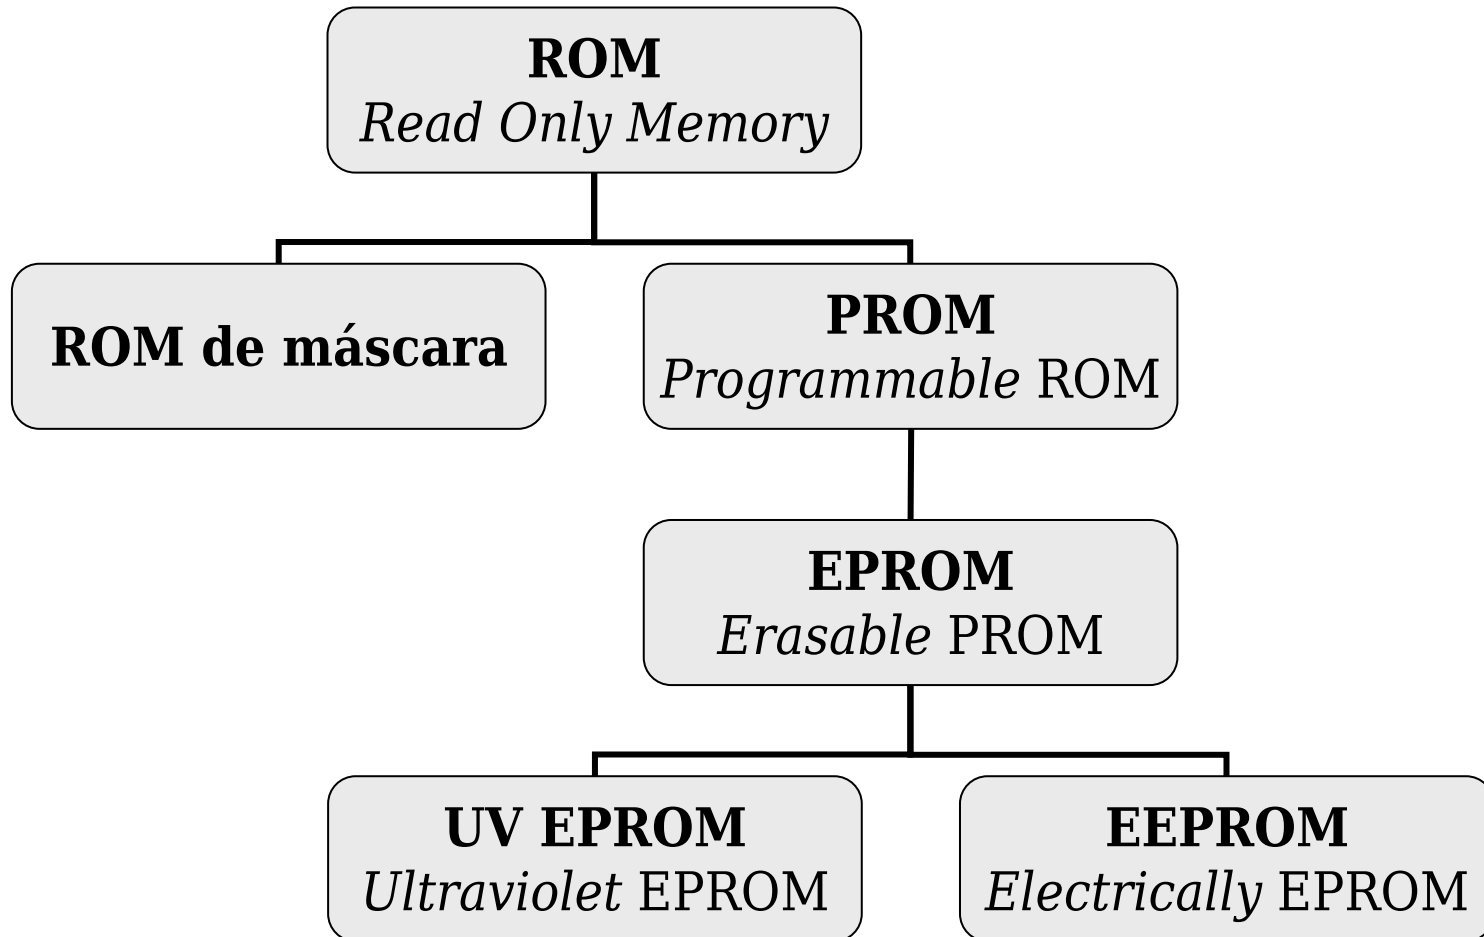 ROM
Read Only Memory
ROM de máscara
PROM
Programmable ROM
EPROM
Erasable PROM
UV EPROM
Ultraviolet EPROM
EEPROM
Electrically EPROM